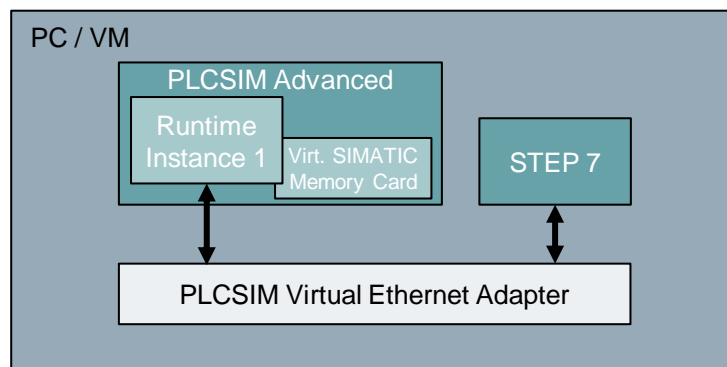 PC / VM
PLCSIM Advanced
Runtime
Instance 1
Virt. SIMATIC
Memory Card
STEP 7
PLCSIM Virtual Ethernet Adapter